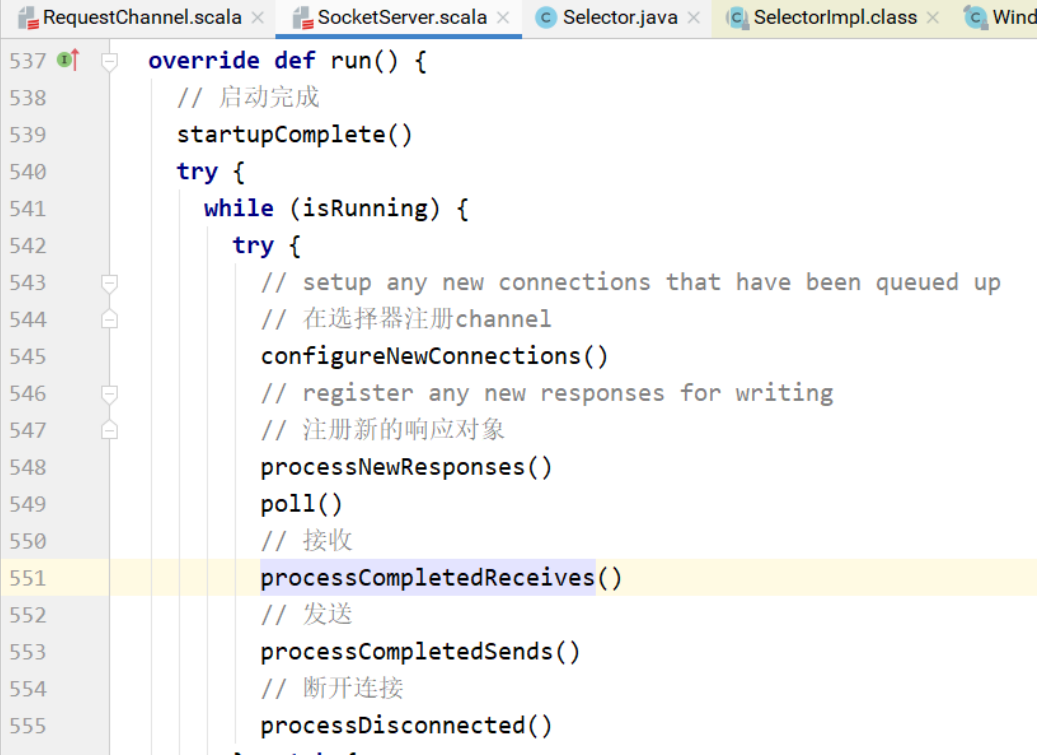 RequestChannel.scala SocketServer.scala Selector.java SelectorImpl.class Wind
537 override def run() {
538 // 启动完成
539 startupComplete()
540 try {
541 while (isRunning) {
542 try {
543 // setup any new connections that have been queued up
544 // 在选择器注册channel
545 configureNewConnections()
546 // register any new responses for writing
547 // 注册新的响应对象
548 processNewResponses()
549 poll()
550 // 接收
551 processCompletedReceives()
552 // 发送
553 processCompletedSends()
554 // 断开连接
555 processDisconnected()